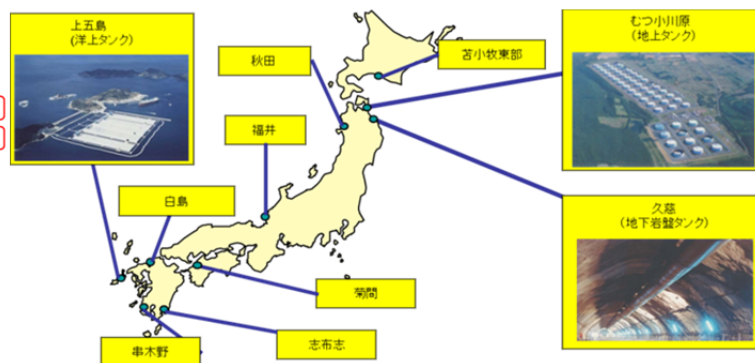 上五島
(洋上タンク)
秋田
苫小牧東部
むつ小川原
(地上タンク)
福井
白島
久慈
(地下岩盤タンク)
菊間
串木野
志布志